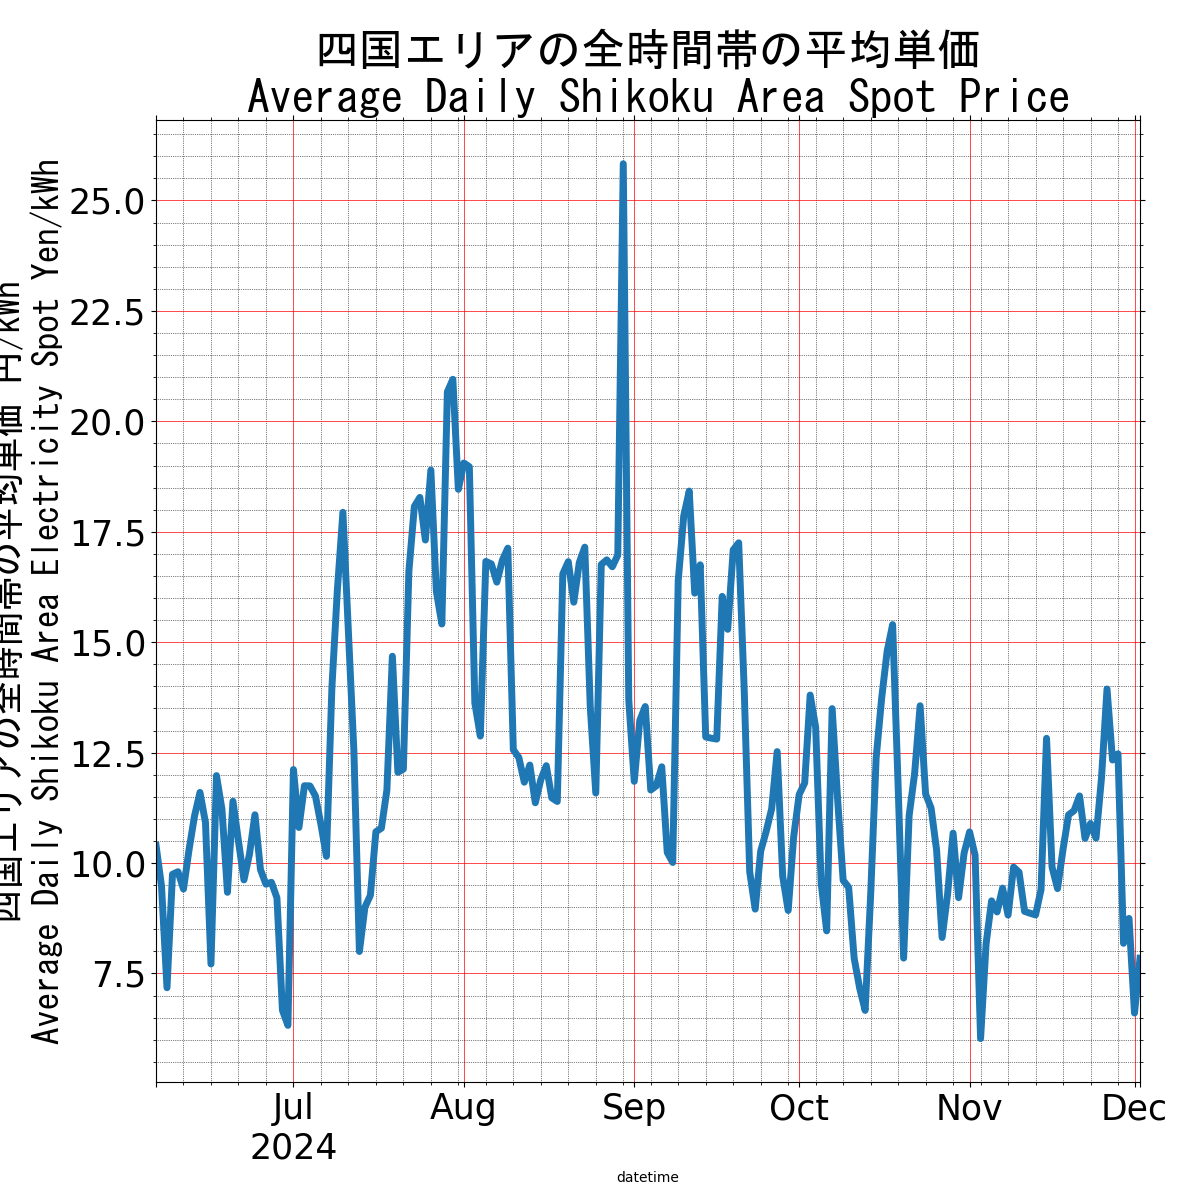 四国エリアの全時間帯の平均単価
Average Daily Shikoku Area Spot Price
四国エリアの全時間帯の平均単価 円/kWh
Average Daily Shikoku Area Electricity Spot Yen/kWh
25.0
22.5
20.0
17.5
15.0
12.5
10.0
7.5
Jul
2024
Aug
Sep
Oct
Nov
Dec
datetime